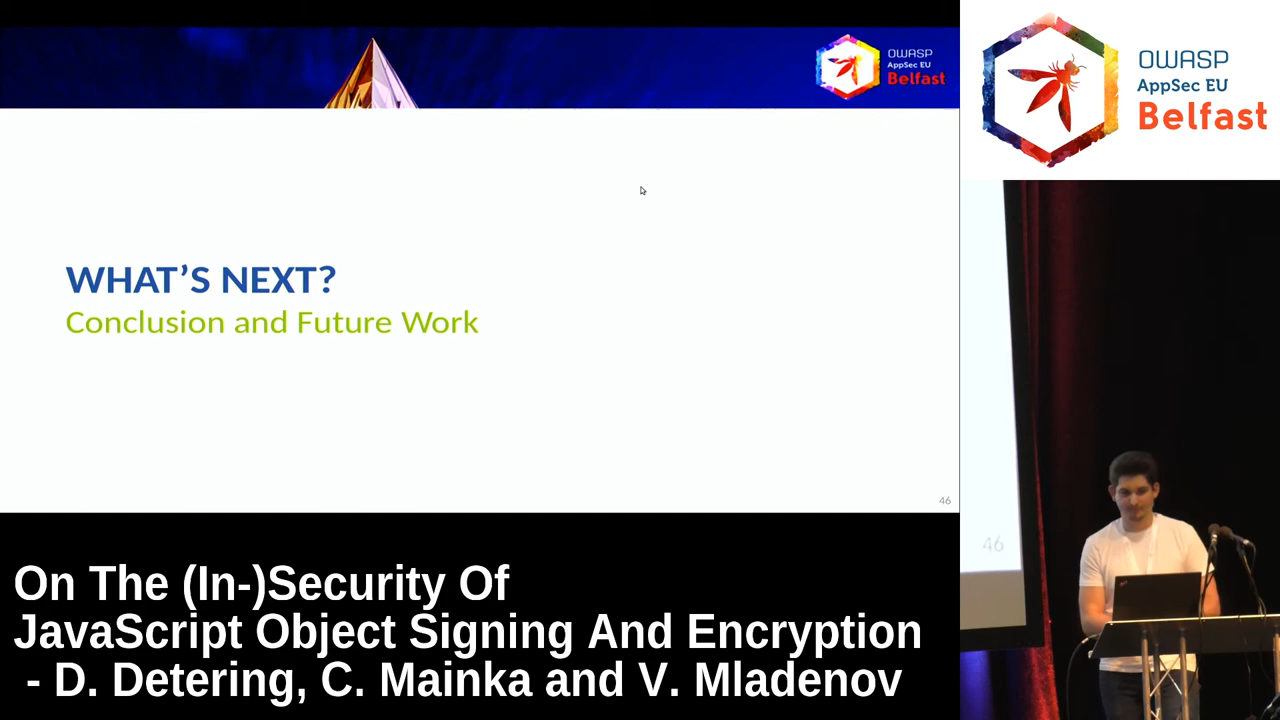 OWASP
AppSec EU
Belfast
WHAT'S NEXT?
Conclusion and Future Work
46
OWASP
AppSec EU
Belfast
46
On The (In-)Security Of
JavaScript Object Signing And Encryption
- D. Detering, C. Mainka and V. Mladenov